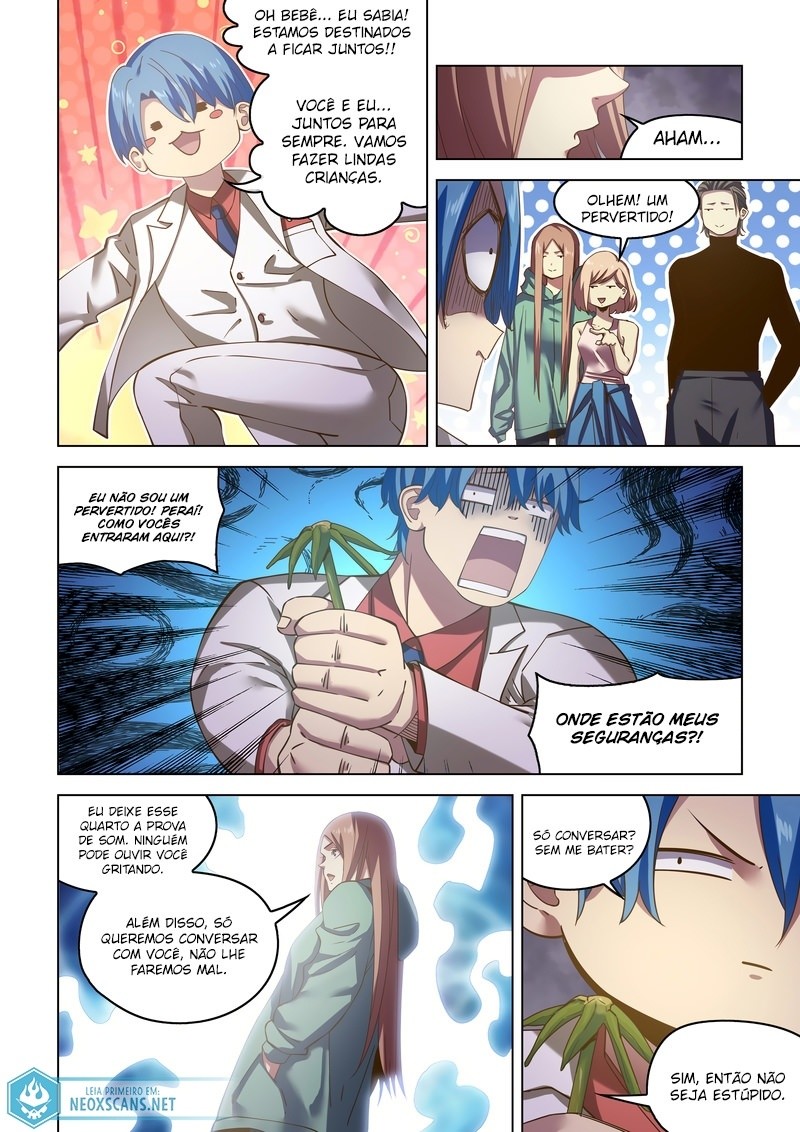 OH BEBÊ... EU SABIA!
ESTAMOS DESTINADOS
A FICAR JUNTOS!!
VOCÊ E EU...
JUNTOS PARA
SEMPRE. VAMOS
FAZER LINDAS
CRIANÇAS.
AHAM...
OLHEM! UM
PERVERTIDO!
EU NÃO SOU UM
PERVERTIDO! PERAÍ!
COMO VOCÊS
ENTRARAM AQUI?!
ONDE ESTÃO MEUS
SEGURANÇAS?!
EU DEIXE ESSE
QUARTO A PROVA
DE SOM. NINGUÉM
PODE OUVIR VOCÊ
GRITANDO.
ALÉM DISSO, SÓ
QUEREMOS CONVERSAR
COM VOCÊ, NÃO LHE
FAREMOS MAL.
SÓ CONVERSAR?
SEM ME BATER?
SIM, ENTÃO NÃO
SEJA ESTÚPIDO.
LEIA PRIMEIRO EM:
NEOXSCANS.NET